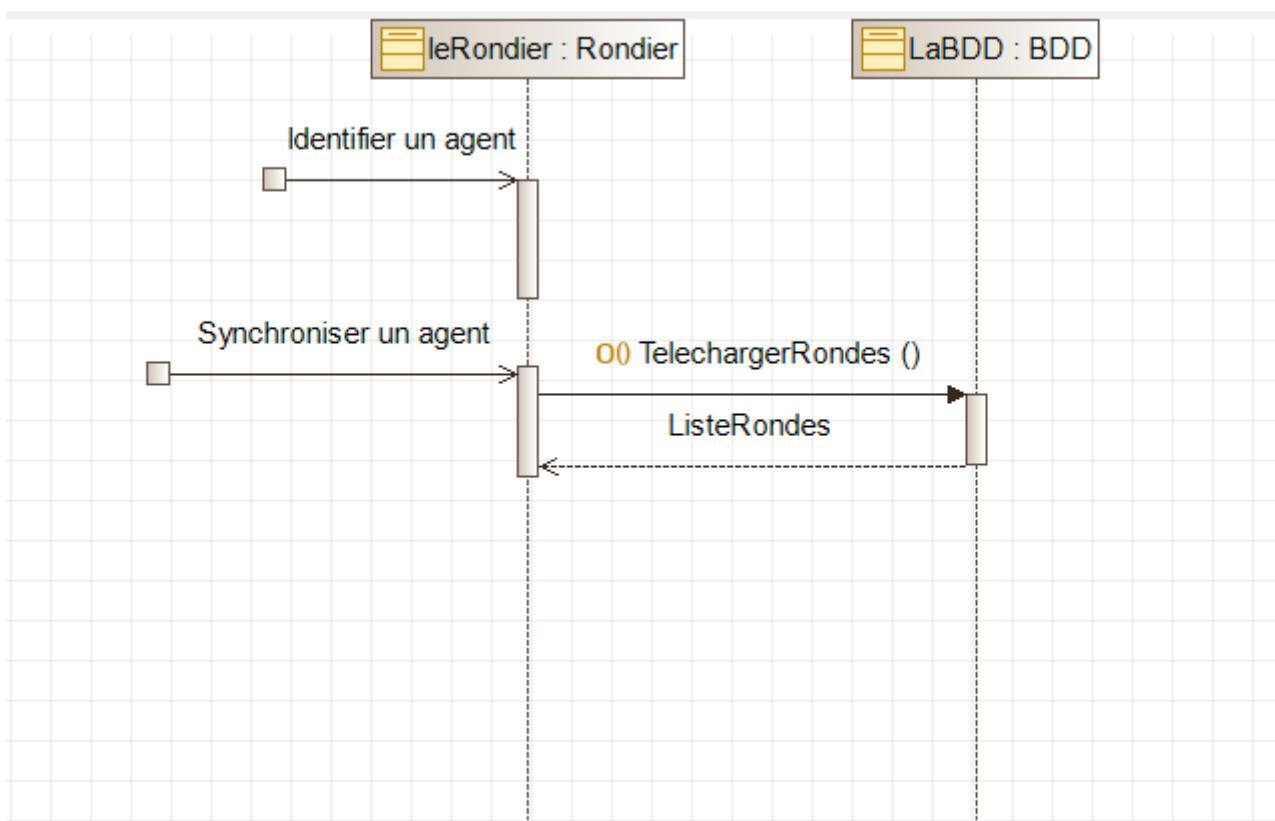 leRondier : Rondier
LaBDD : BDD
Identifier un agent
Synchroniser un agent
O() TelechargerRondes ()
ListeRondes